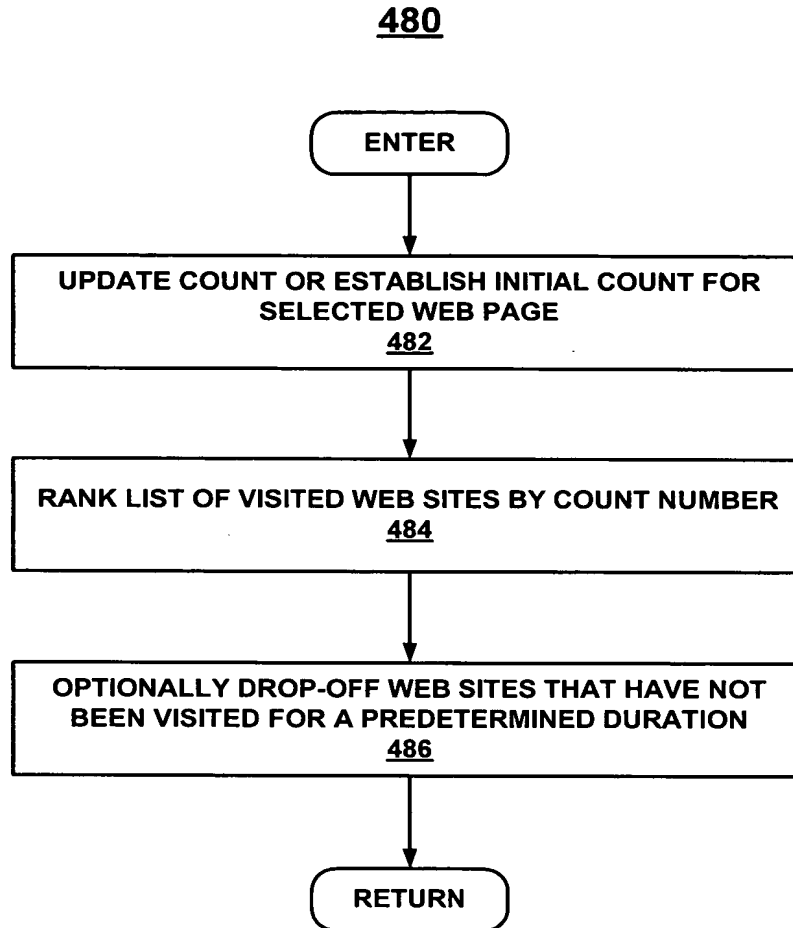 480
ENTER
UPDATE COUNT OR ESTABLISH INITIAL COUNT FOR
SELECTED WEB PAGE
482
RANK LIST OF VISITED WEB SITES BY COUNT NUMBER
484
OPTIONALLY DROP-OFF WEB SITES THAT HAVE NOT
BEEN VISITED FOR A PREDETERMINED DURATION
486
RETURN